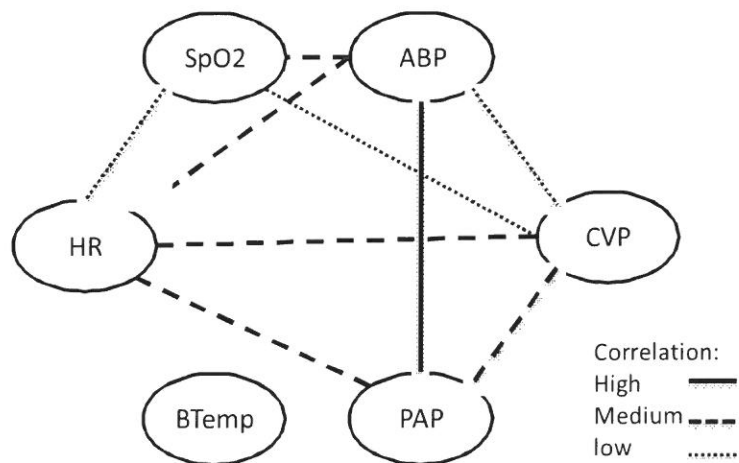 SpO2
ABP
HR
CVP
BTemp
PAP
Correlation:
High
Medium
low